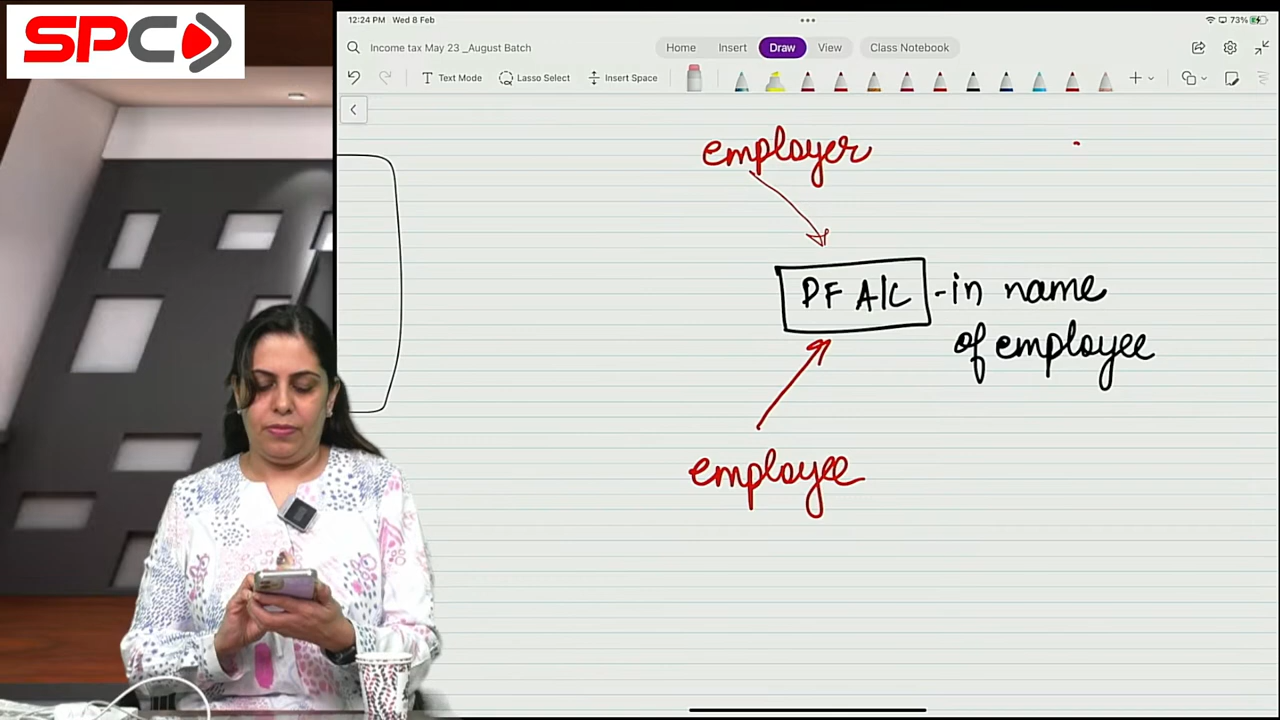 SPC
12:24 PM Wed 8 Feb
73%
Income tax May 23 _August Batch
Home Insert Draw View Class Notebook
Text Mode Lasso Select Insert Space
employer
PF A/C - in name
of employee
employee